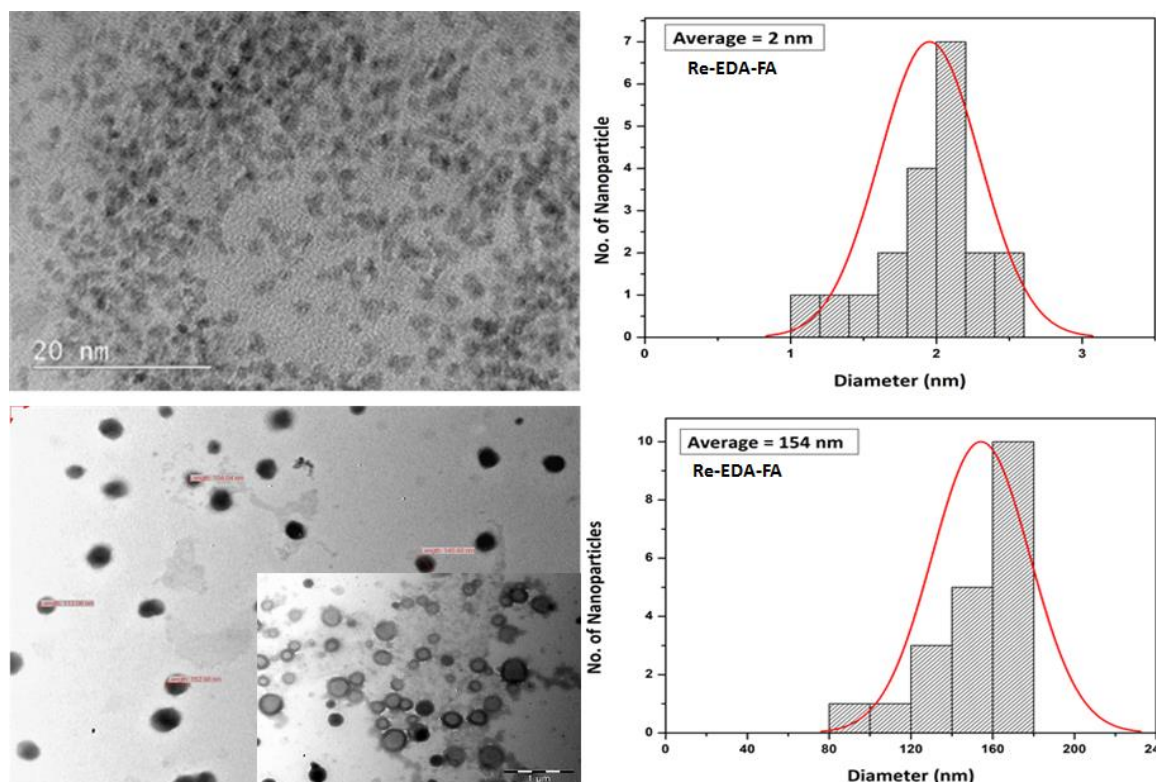 20 nm
Average = 2 nm
Re-EDA-FA
No. of Nanoparticle
7
6
5
4
3
2
1
0
0 1 2 3
Diameter (nm)
1 µm
Average = 154 nm
Re-EDA-FA
No. of Nanoparticles
10
8
6
4
2
0
0 40 80 120 160 200 24
Diameter (nm)